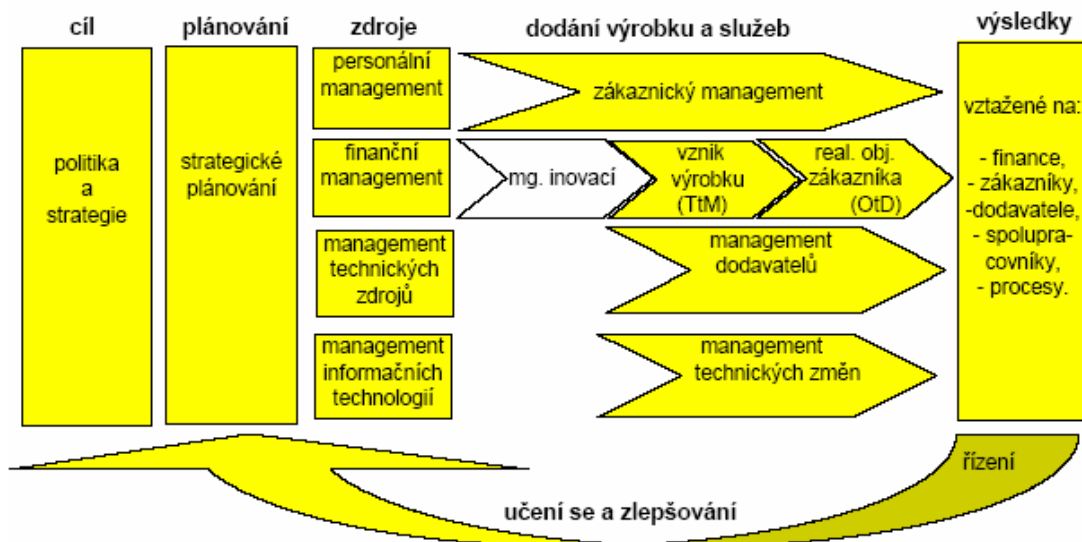 cíl
plánování
zdroje
dodání výrobku a služeb
výsledky
politika
a
strategie
strategické
plánování
personální
management
finanční
management
management
technických
zdrojů
management
informačních
technologií
zákaznický management
mg. inovací
vznik
výrobku
(TtM)
real. obj.
zákazníka
(OtD)
management
dodavatelů
management
technických změn
vztažené na:
- finance,
- zákazníky,
-dodavatele,
- spolupra-
covníky,
- procesy.
řízení
učení se a zlepšování